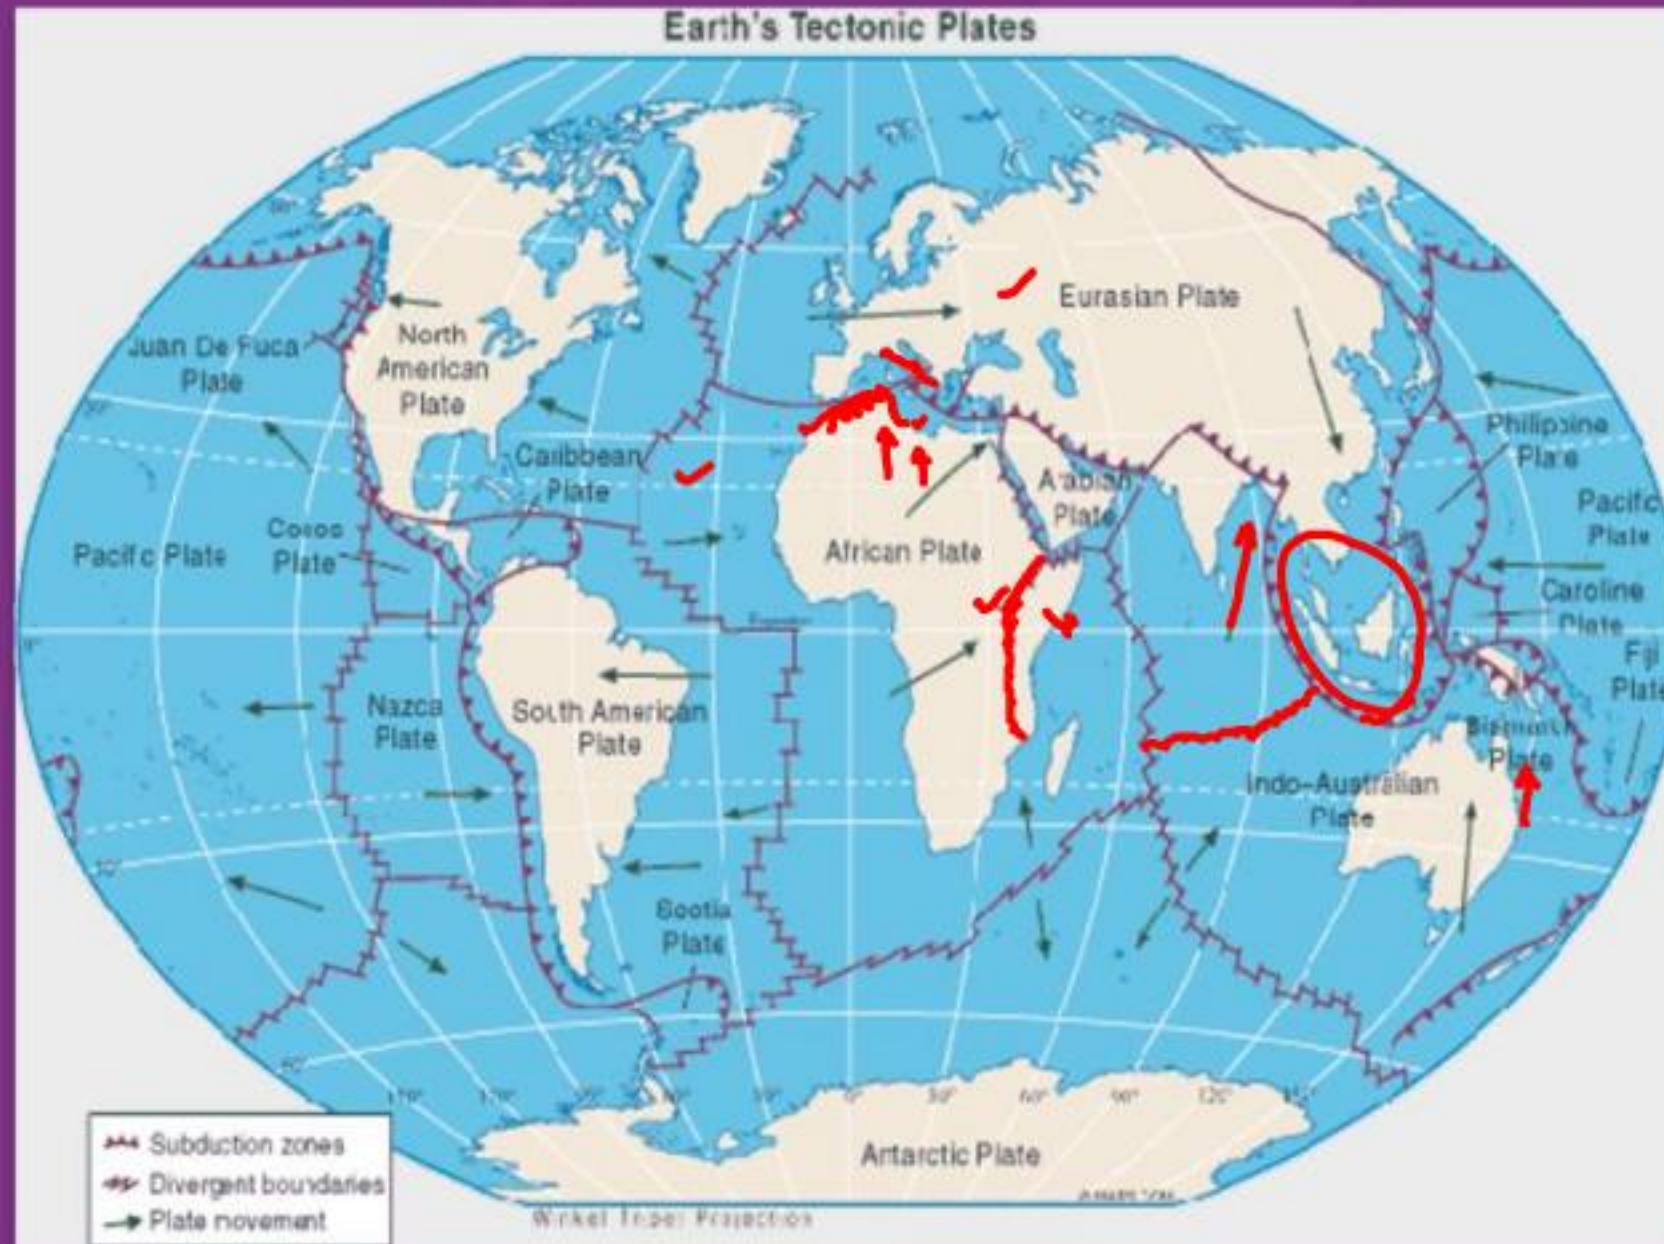 Earth's Tectonic Plates
Eurasian Plate
North
American
Plate
Juan De Fuca
Plate
Philippine
Plate
Caribbean
Plate
Arabian
Plate
Pacific
Plate
Cocos
Plate
Pacific Plate
African Plate
Caroline
Plate
Fiji
Plate
Nazca
Plate
South American
Plate
Bismarck
Plate
Indo-Australian
Plate
Scotia
Plate
Antarctic Plate
Subduction zones
Divergent boundaries
Plate movement
Winkel Tripel Projection